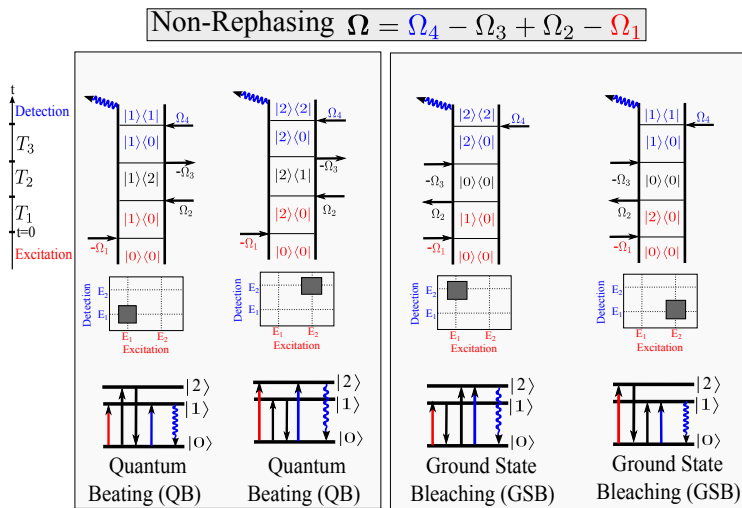 Non-Rephasing Ω = Ω₄ − Ω₃ + Ω₂ − Ω₁
t
Detection
T₃
T₂
T₁
t=0
Excitation
|1⟩⟨1|
Ω₄
|1⟩⟨0|
-Ω₃
|1⟩⟨2|
Ω₂
|1⟩⟨0|
-Ω₁
|0⟩⟨0|
|2⟩⟨2|
Ω₄
|2⟩⟨0|
-Ω₃
|2⟩⟨1|
Ω₂
|2⟩⟨0|
-Ω₁
|0⟩⟨0|
|2⟩⟨2|
Ω₄
|2⟩⟨0|
-Ω₃
|0⟩⟨0|
Ω₂
|1⟩⟨0|
-Ω₁
|0⟩⟨0|
|1⟩⟨1|
Ω₄
|1⟩⟨0|
-Ω₃
|0⟩⟨0|
Ω₂
|2⟩⟨0|
-Ω₁
|0⟩⟨0|
Detection
E₂
E₁
E₁ E₂
Excitation
Detection
E₂
E₁
E₁ E₂
Excitation
Detection
E₂
E₁
E₁ E₂
Excitation
Detection
E₂
E₁
E₁ E₂
Excitation
|2⟩
|1⟩
|0⟩
|2⟩
|1⟩
|0⟩
|2⟩
|1⟩
|0⟩
|2⟩
|1⟩
|0⟩
Quantum
Beating (QB)
Quantum
Beating (QB)
Ground State
Bleaching (GSB)
Ground State
Bleaching (GSB)